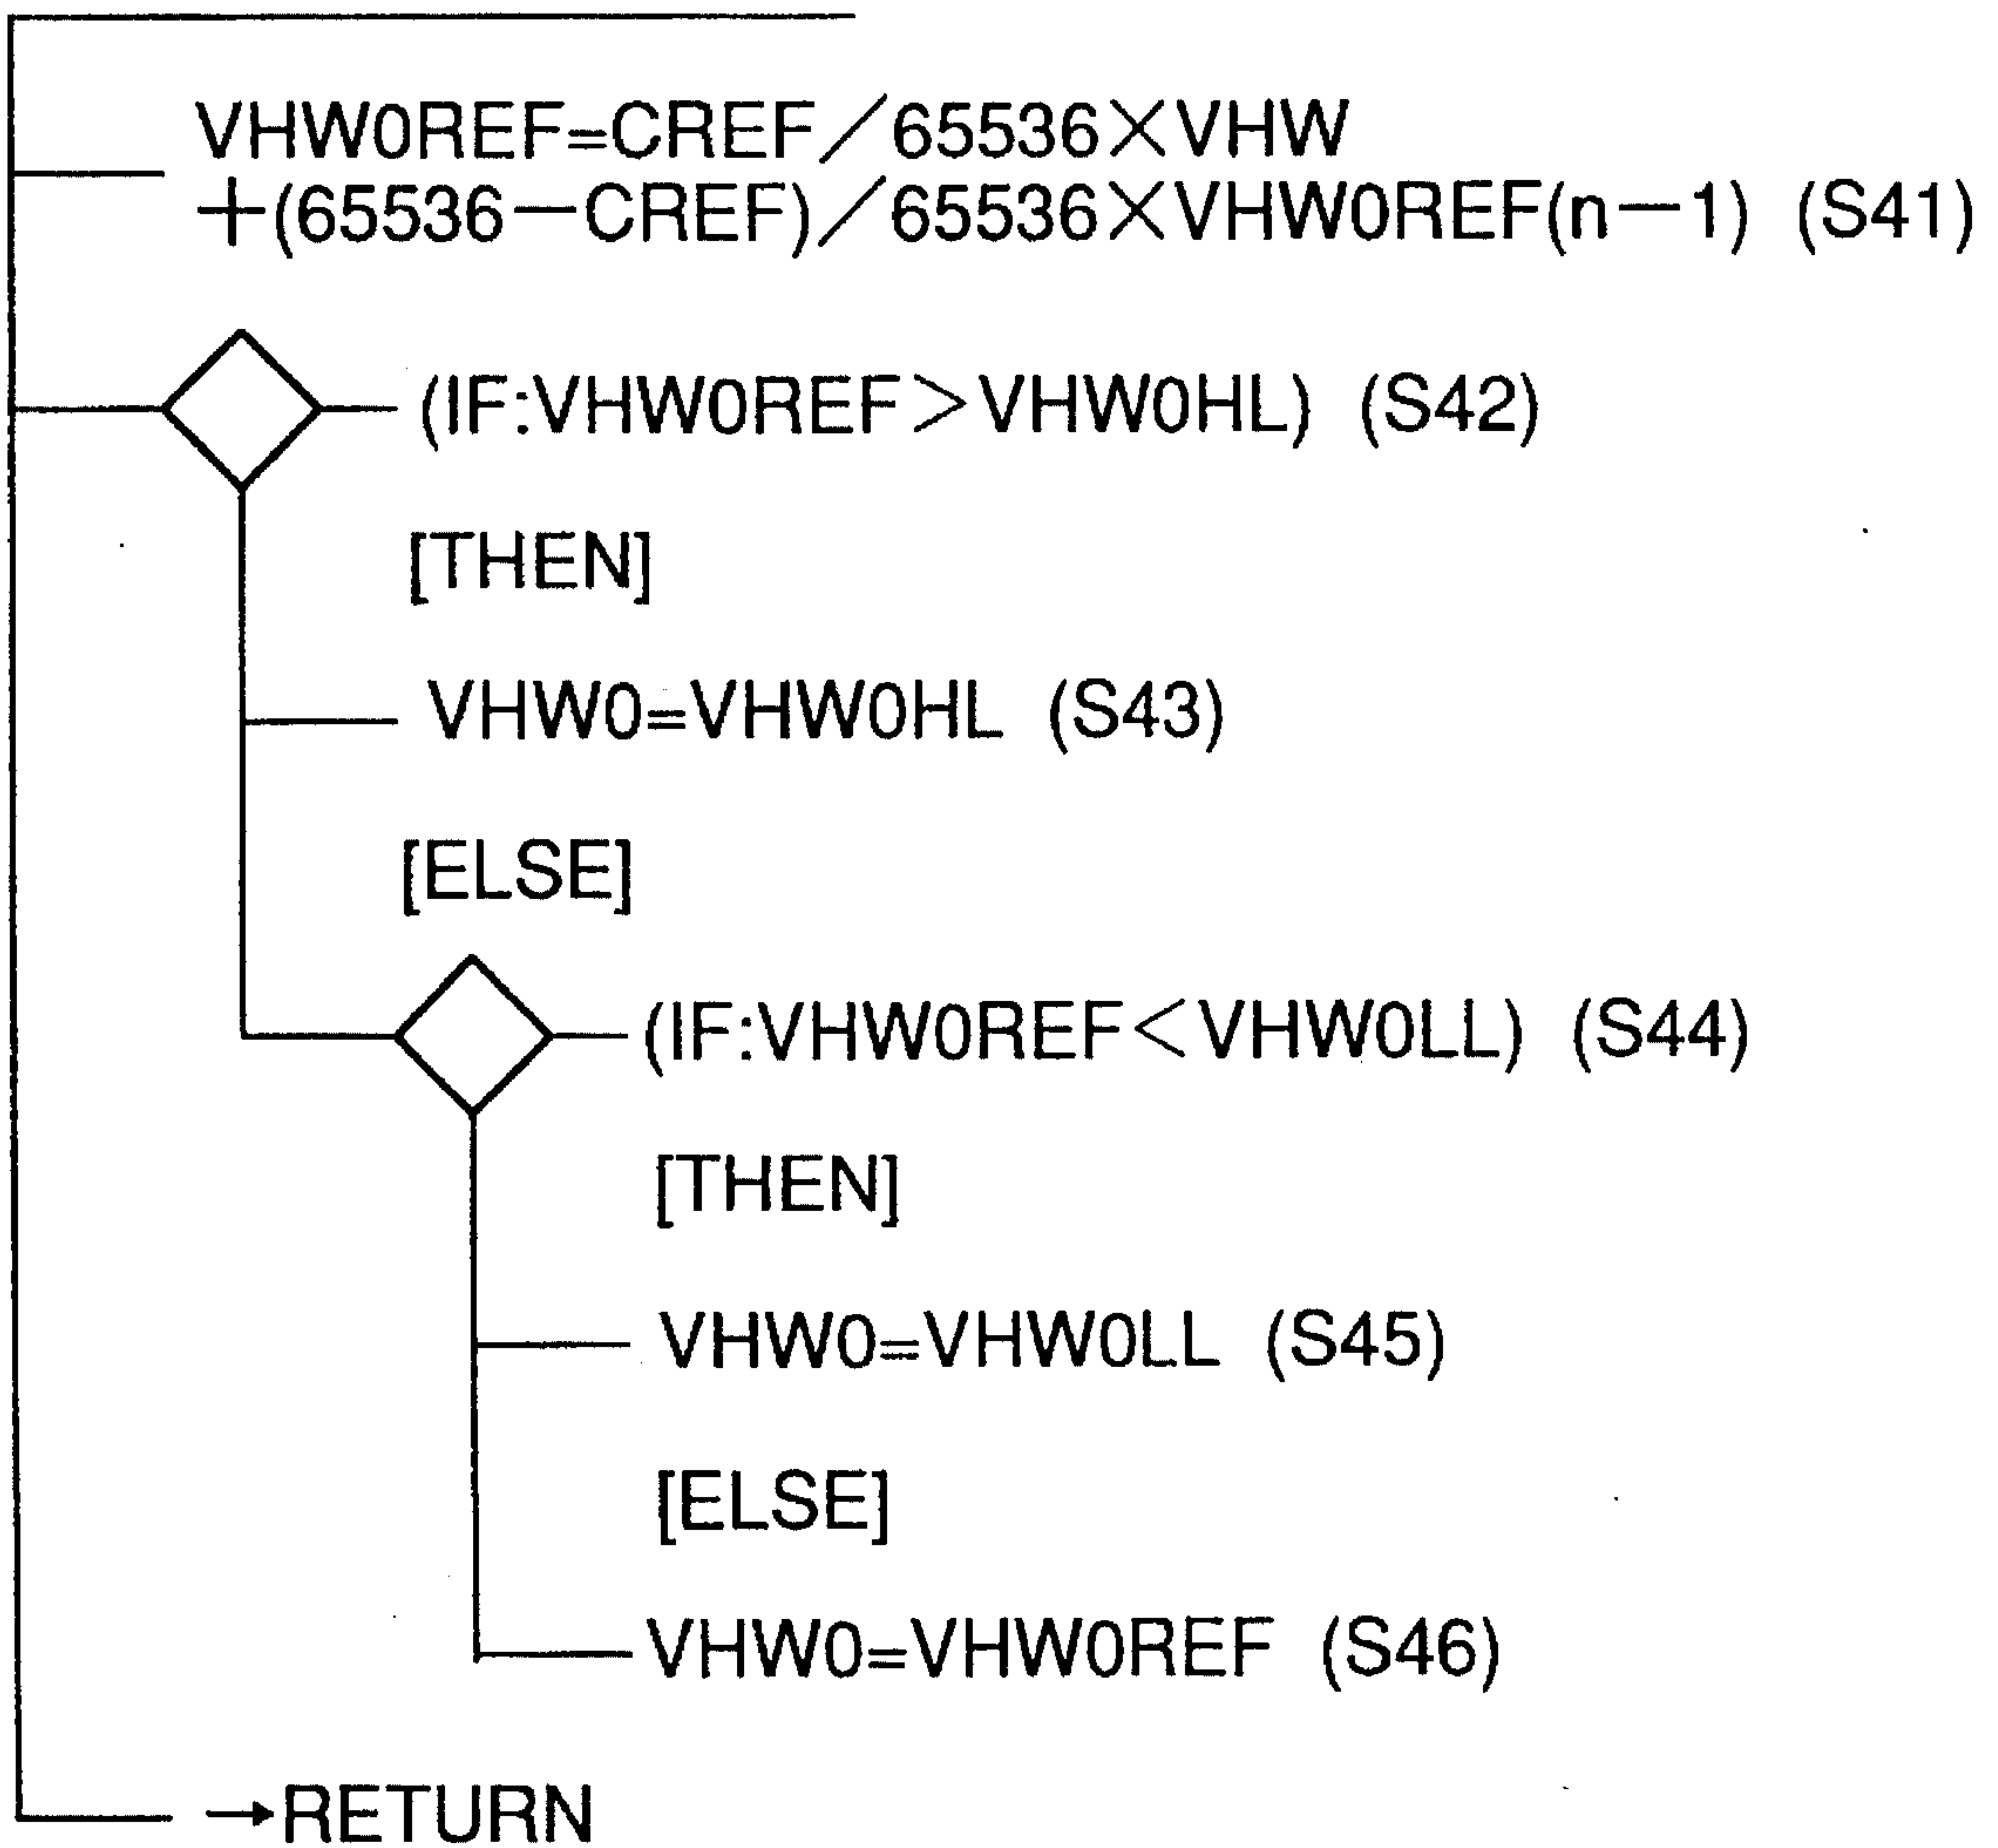 VHW0REF=CREF/65536×VHW
+(65536-CREF)/65536×VHW0REF(n-1) (S41)
(IF:VHW0REF>VHW0HL) (S42)
[THEN]
VHW0=VHW0HL (S43)
[ELSE]
(IF:VHW0REF<VHW0LL) (S44)
[THEN]
VHW0=VHW0LL (S45)
[ELSE]
VHW0=VHW0REF (S46)
→RETURN